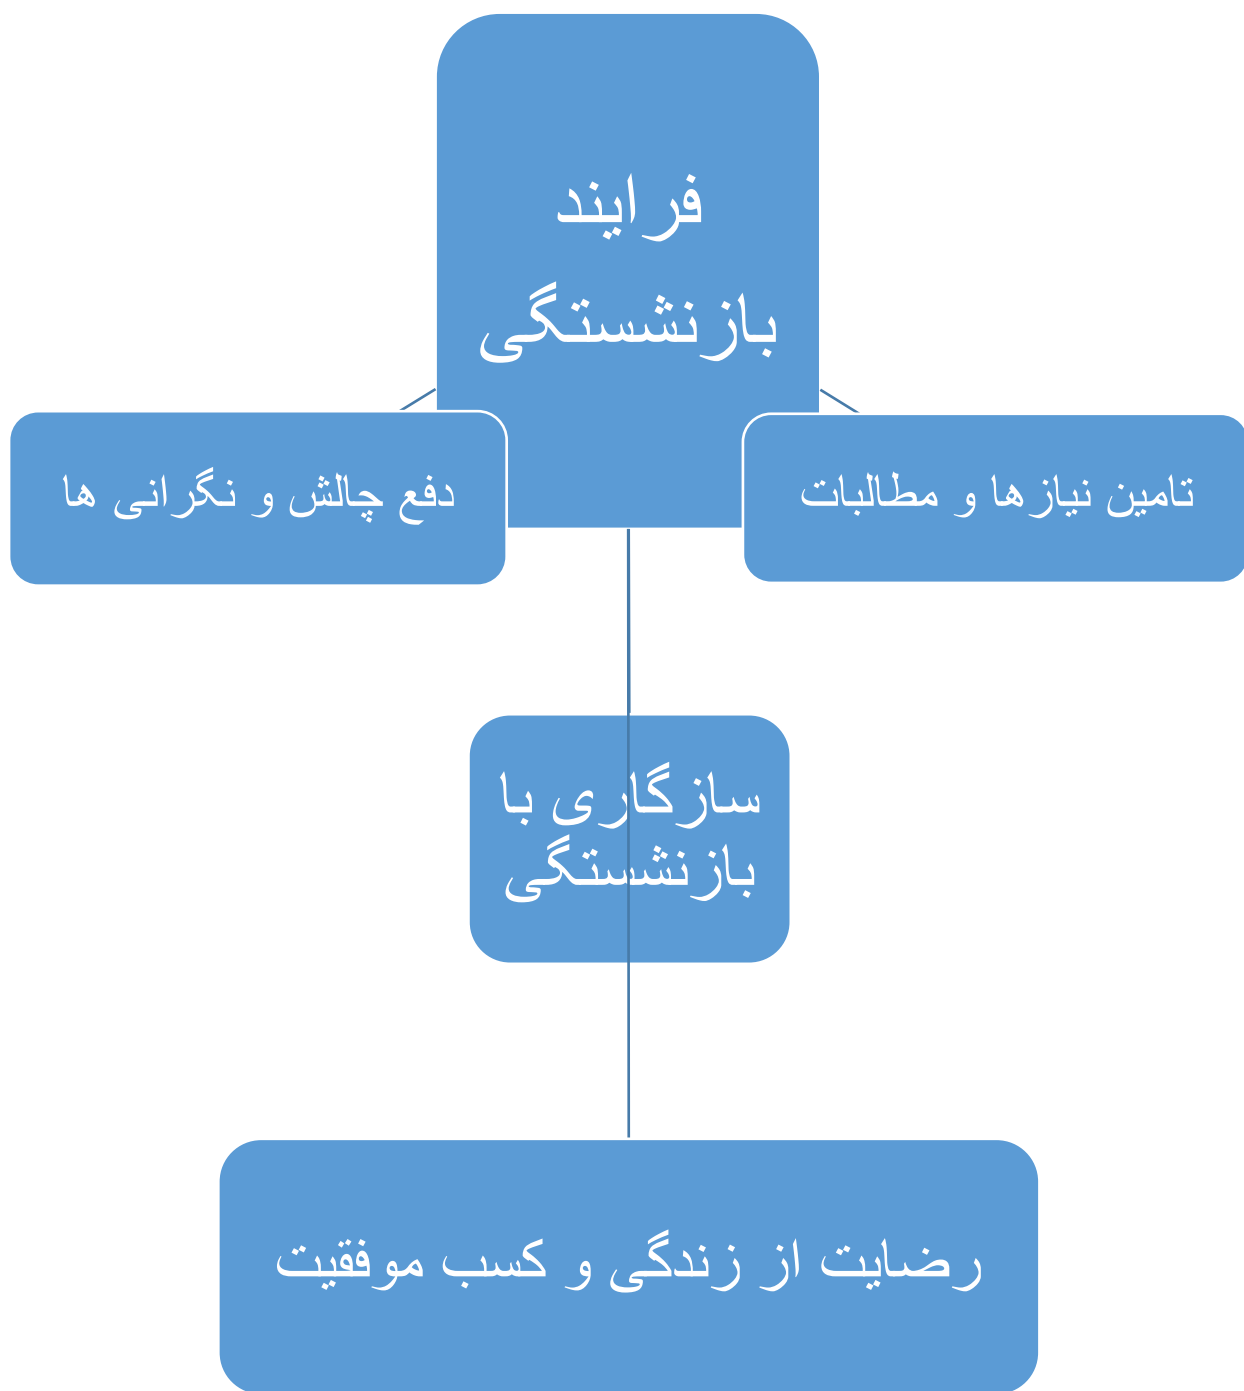 فرایند
بازنشستگی
تامین نیازها و مطالبات
دفع چالش و نگرانی ها
سازگاری با
بازنشستگی
رضایت از زندگی و کسب موفقیت